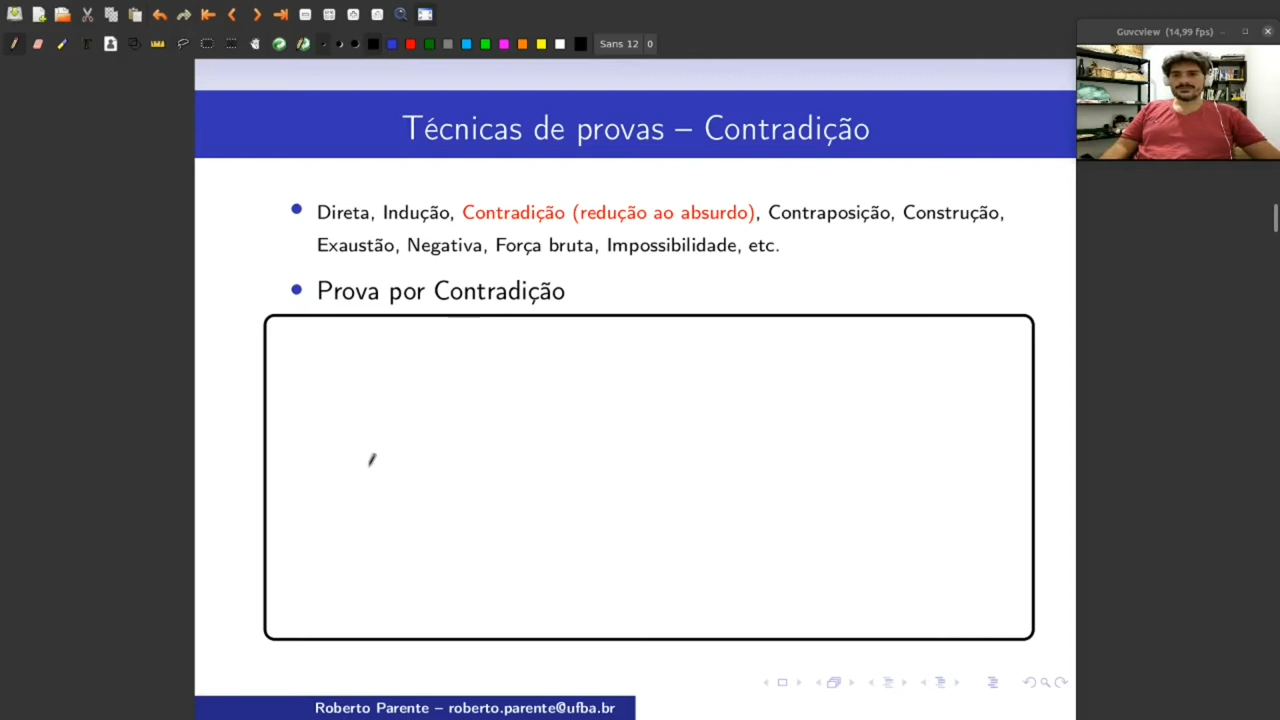 Guvcview (14,99 fps)
Sans 12 0
Técnicas de provas – Contradição
Direta, Indução, Contradição (redução ao absurdo), Contraposição, Construção,
Exaustão, Negativa, Força bruta, Impossibilidade, etc.
Prova por Contradição
Roberto Parente – roberto.parente@ufba.br